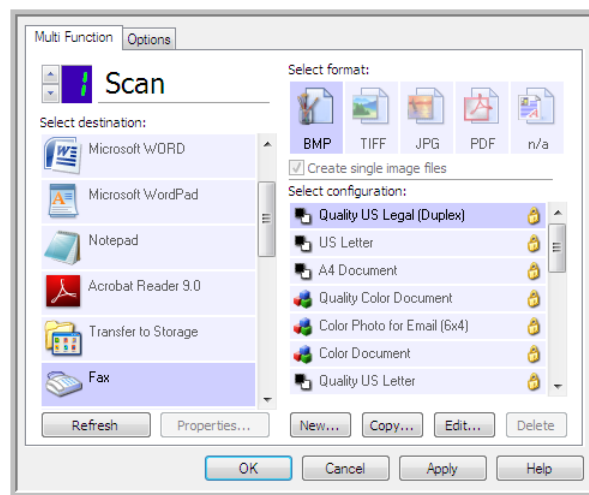 Multi Function
Options
1
Scan
Select destination:
Microsoft WORD
Microsoft WordPad
Notepad
Acrobat Reader 9.0
Transfer to Storage
Fax
Refresh
Properties...
Select format:
BMP
TIFF
JPG
PDF
n/a
Create single image files
Select configuration:
Quality US Legal (Duplex)
US Letter
A4 Document
Quality Color Document
Color Photo for Email (6x4)
Color Document
Quality US Letter
New...
Copy...
Edit...
Delete
OK
Cancel
Apply
Help